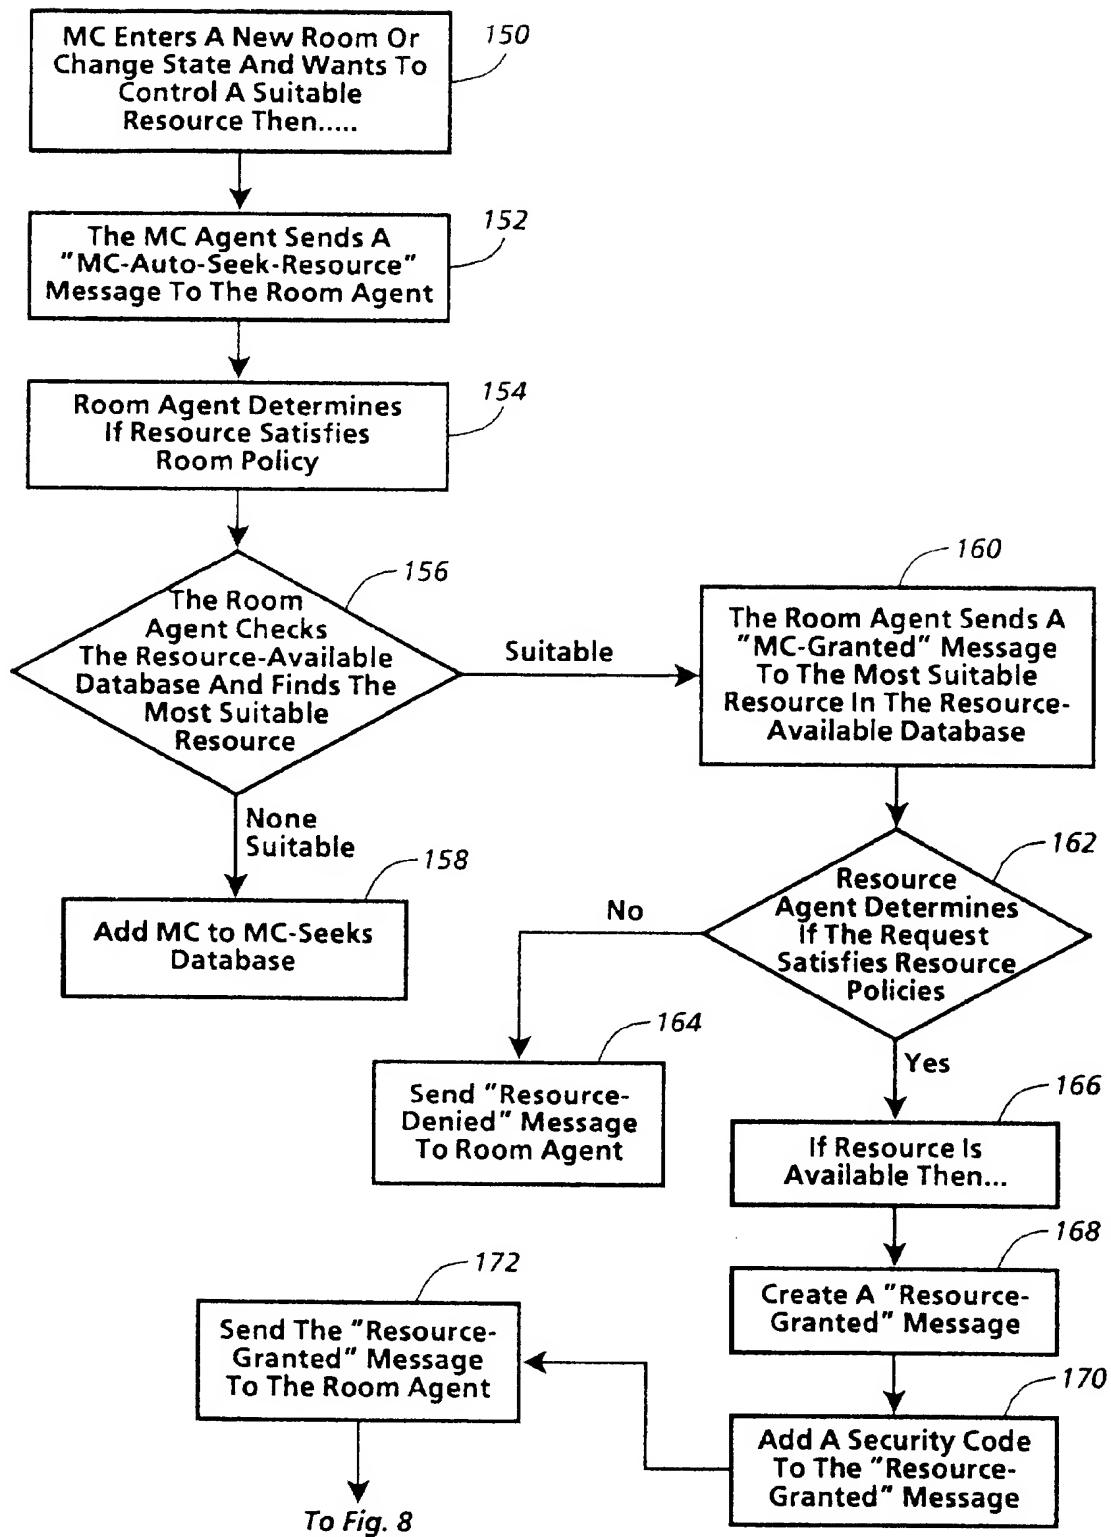 MC Enters A New Room Or
Change State And Wants To
Control A Suitable
Resource Then.....
150
The MC Agent Sends A
"MC-Auto-Seek-Resource"
Message To The Room Agent
152
Room Agent Determines
If Resource Satisfies
Room Policy
154
The Room
Agent Checks
The Resource-Available
Database And Finds The
Most Suitable
Resource
156
Suitable
None
Suitable
Add MC to MC-Seeks
Database
158
The Room Agent Sends A
"MC-Granted" Message
To The Most Suitable
Resource In The Resource-
Available Database
160
Resource
Agent Determines
If The Request
Satisfies Resource
Policies
162
No
Send "Resource-
Denied" Message
To Room Agent
164
Yes
If Resource Is
Available Then...
166
Create A "Resource-
Granted" Message
168
Add A Security Code
To The "Resource-
Granted" Message
170
Send The "Resource-
Granted" Message
To The Room Agent
172
To Fig. 8